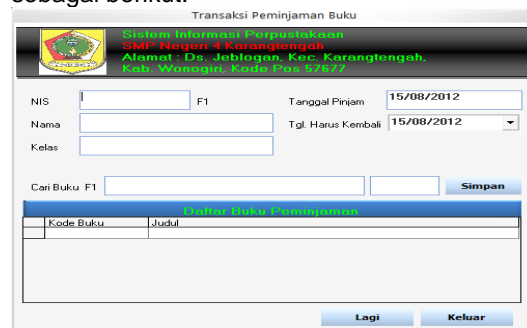 sebagai berikut.
Transaksi Peminjaman Buku
Sistem Informasi Perpustakaan
SMP Negeri 4 Karangtengah
Alamat : Ds. Jeblogan, Kec. Karangtengah,
Kab. Wonogiri, Kode Pos 57677
NIS F1 Tanggal Pinjam 15/08/2012
Nama Tgl. Harus Kembali 15/08/2012
Kelas
Cari Buku F1 Simpan
Daftar Buku Peminjaman
Kode Buku Judul
Lagi Keluar